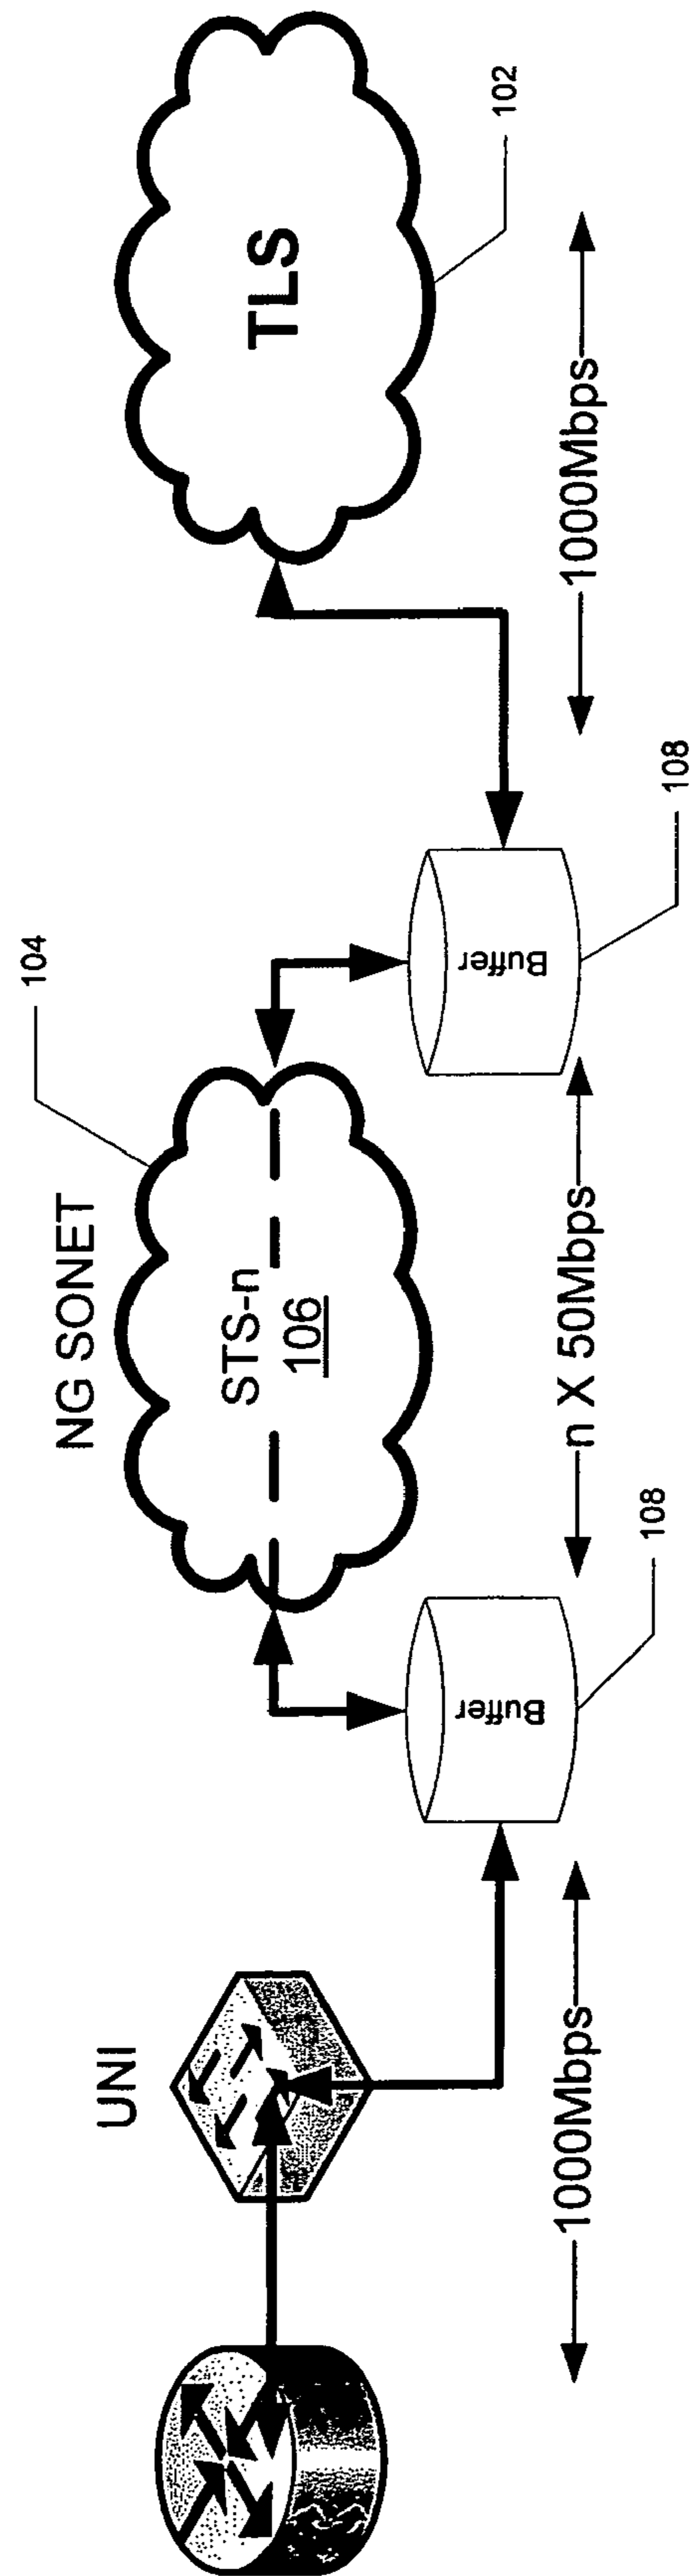 UNI
NG SONET
104
STS-n
106
TLS
102
Buffer
108
Buffer
108
1000Mbps
n X 50Mbps
1000Mbps